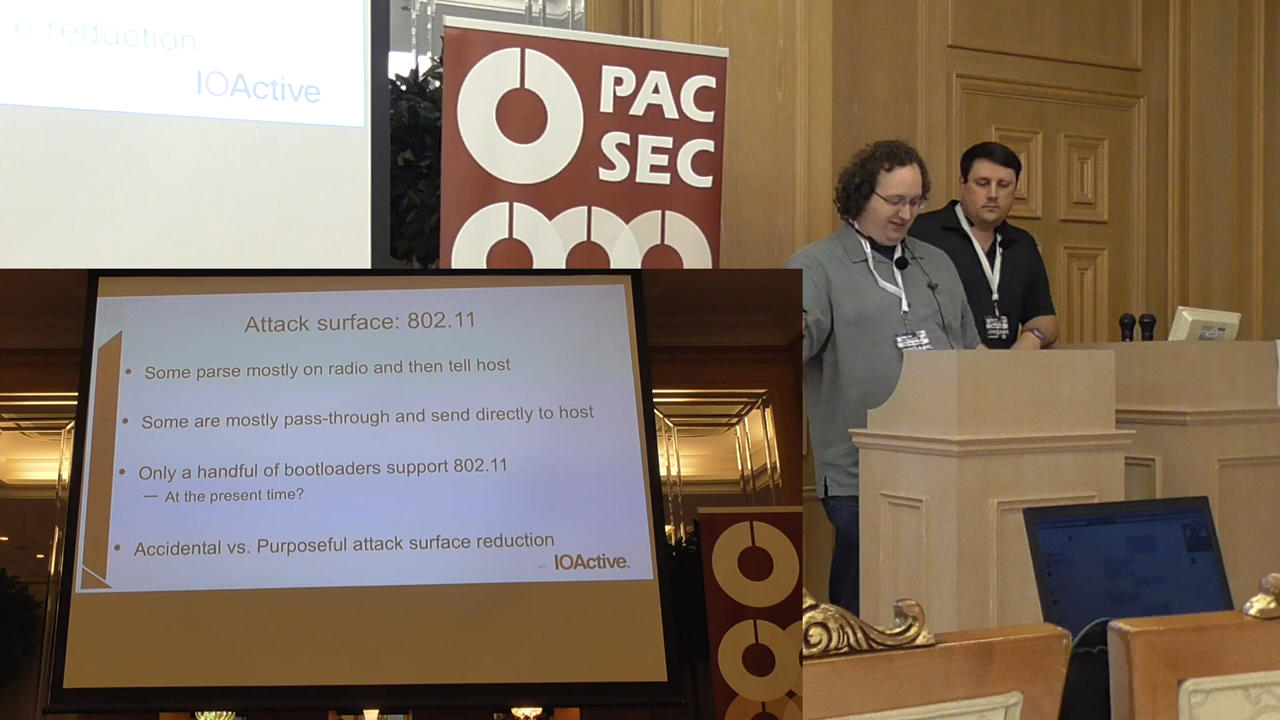 e reduction
IOActive
PAC
SEC
Attack surface: 802.11
• Some parse mostly on radio and then tell host
• Some are mostly pass-through and send directly to host
• Only a handful of bootloaders support 802.11
— At the present time?
• Accidental vs. Purposeful attack surface reduction
IOActive.